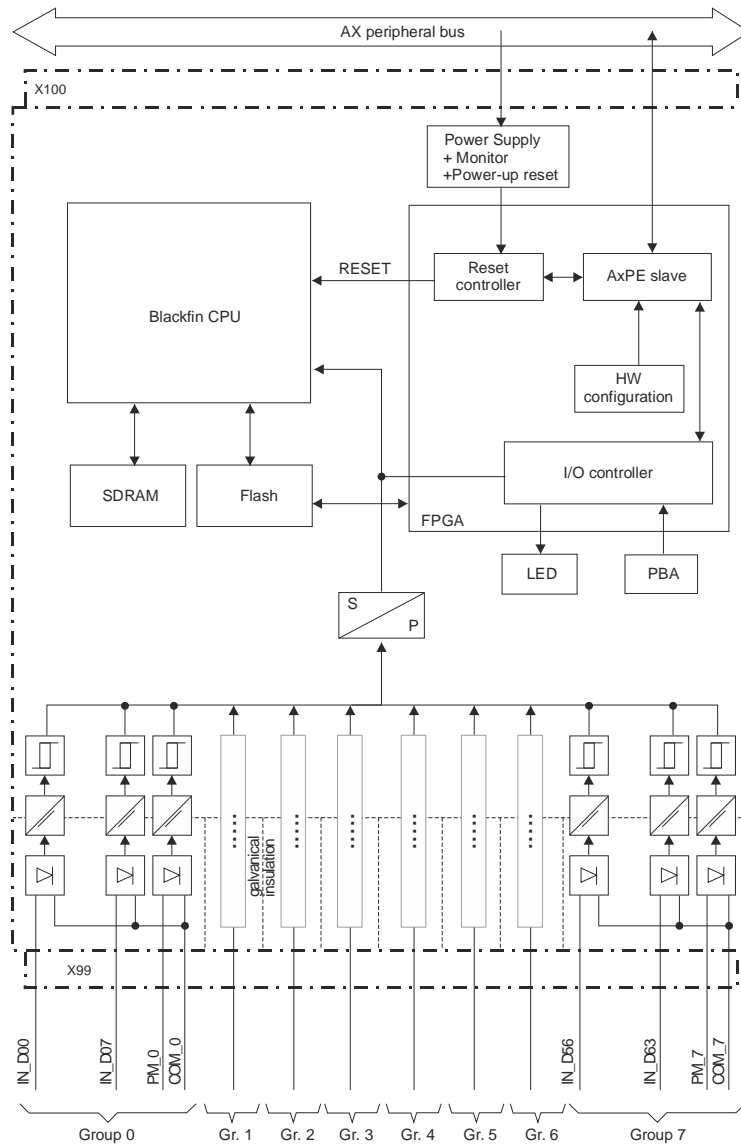 AX peripheral bus
X100
Power Supply
+ Monitor
+Power-up reset
RESET
Reset
controller
AxPE slave
Blackfin CPU
HW
configuration
I/O controller
SDRAM
Flash
FPGA
LED
PBA
S
P
galvanical
insulation
X99
IN_D00
IN_D07
PM_0
COM_0
IN_D56
IN_D63
PM_7
COM_7
Group 0
Gr. 1
Gr. 2
Gr. 3
Gr. 4
Gr. 5
Gr. 6
Group 7